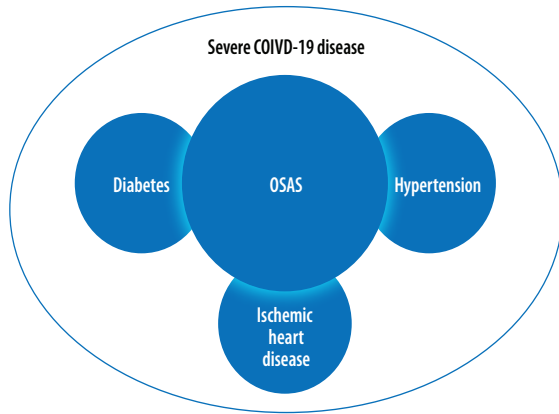 Severe COIVD-19 disease
Diabetes
OSAS
Hypertension
Ischemic
heart
disease